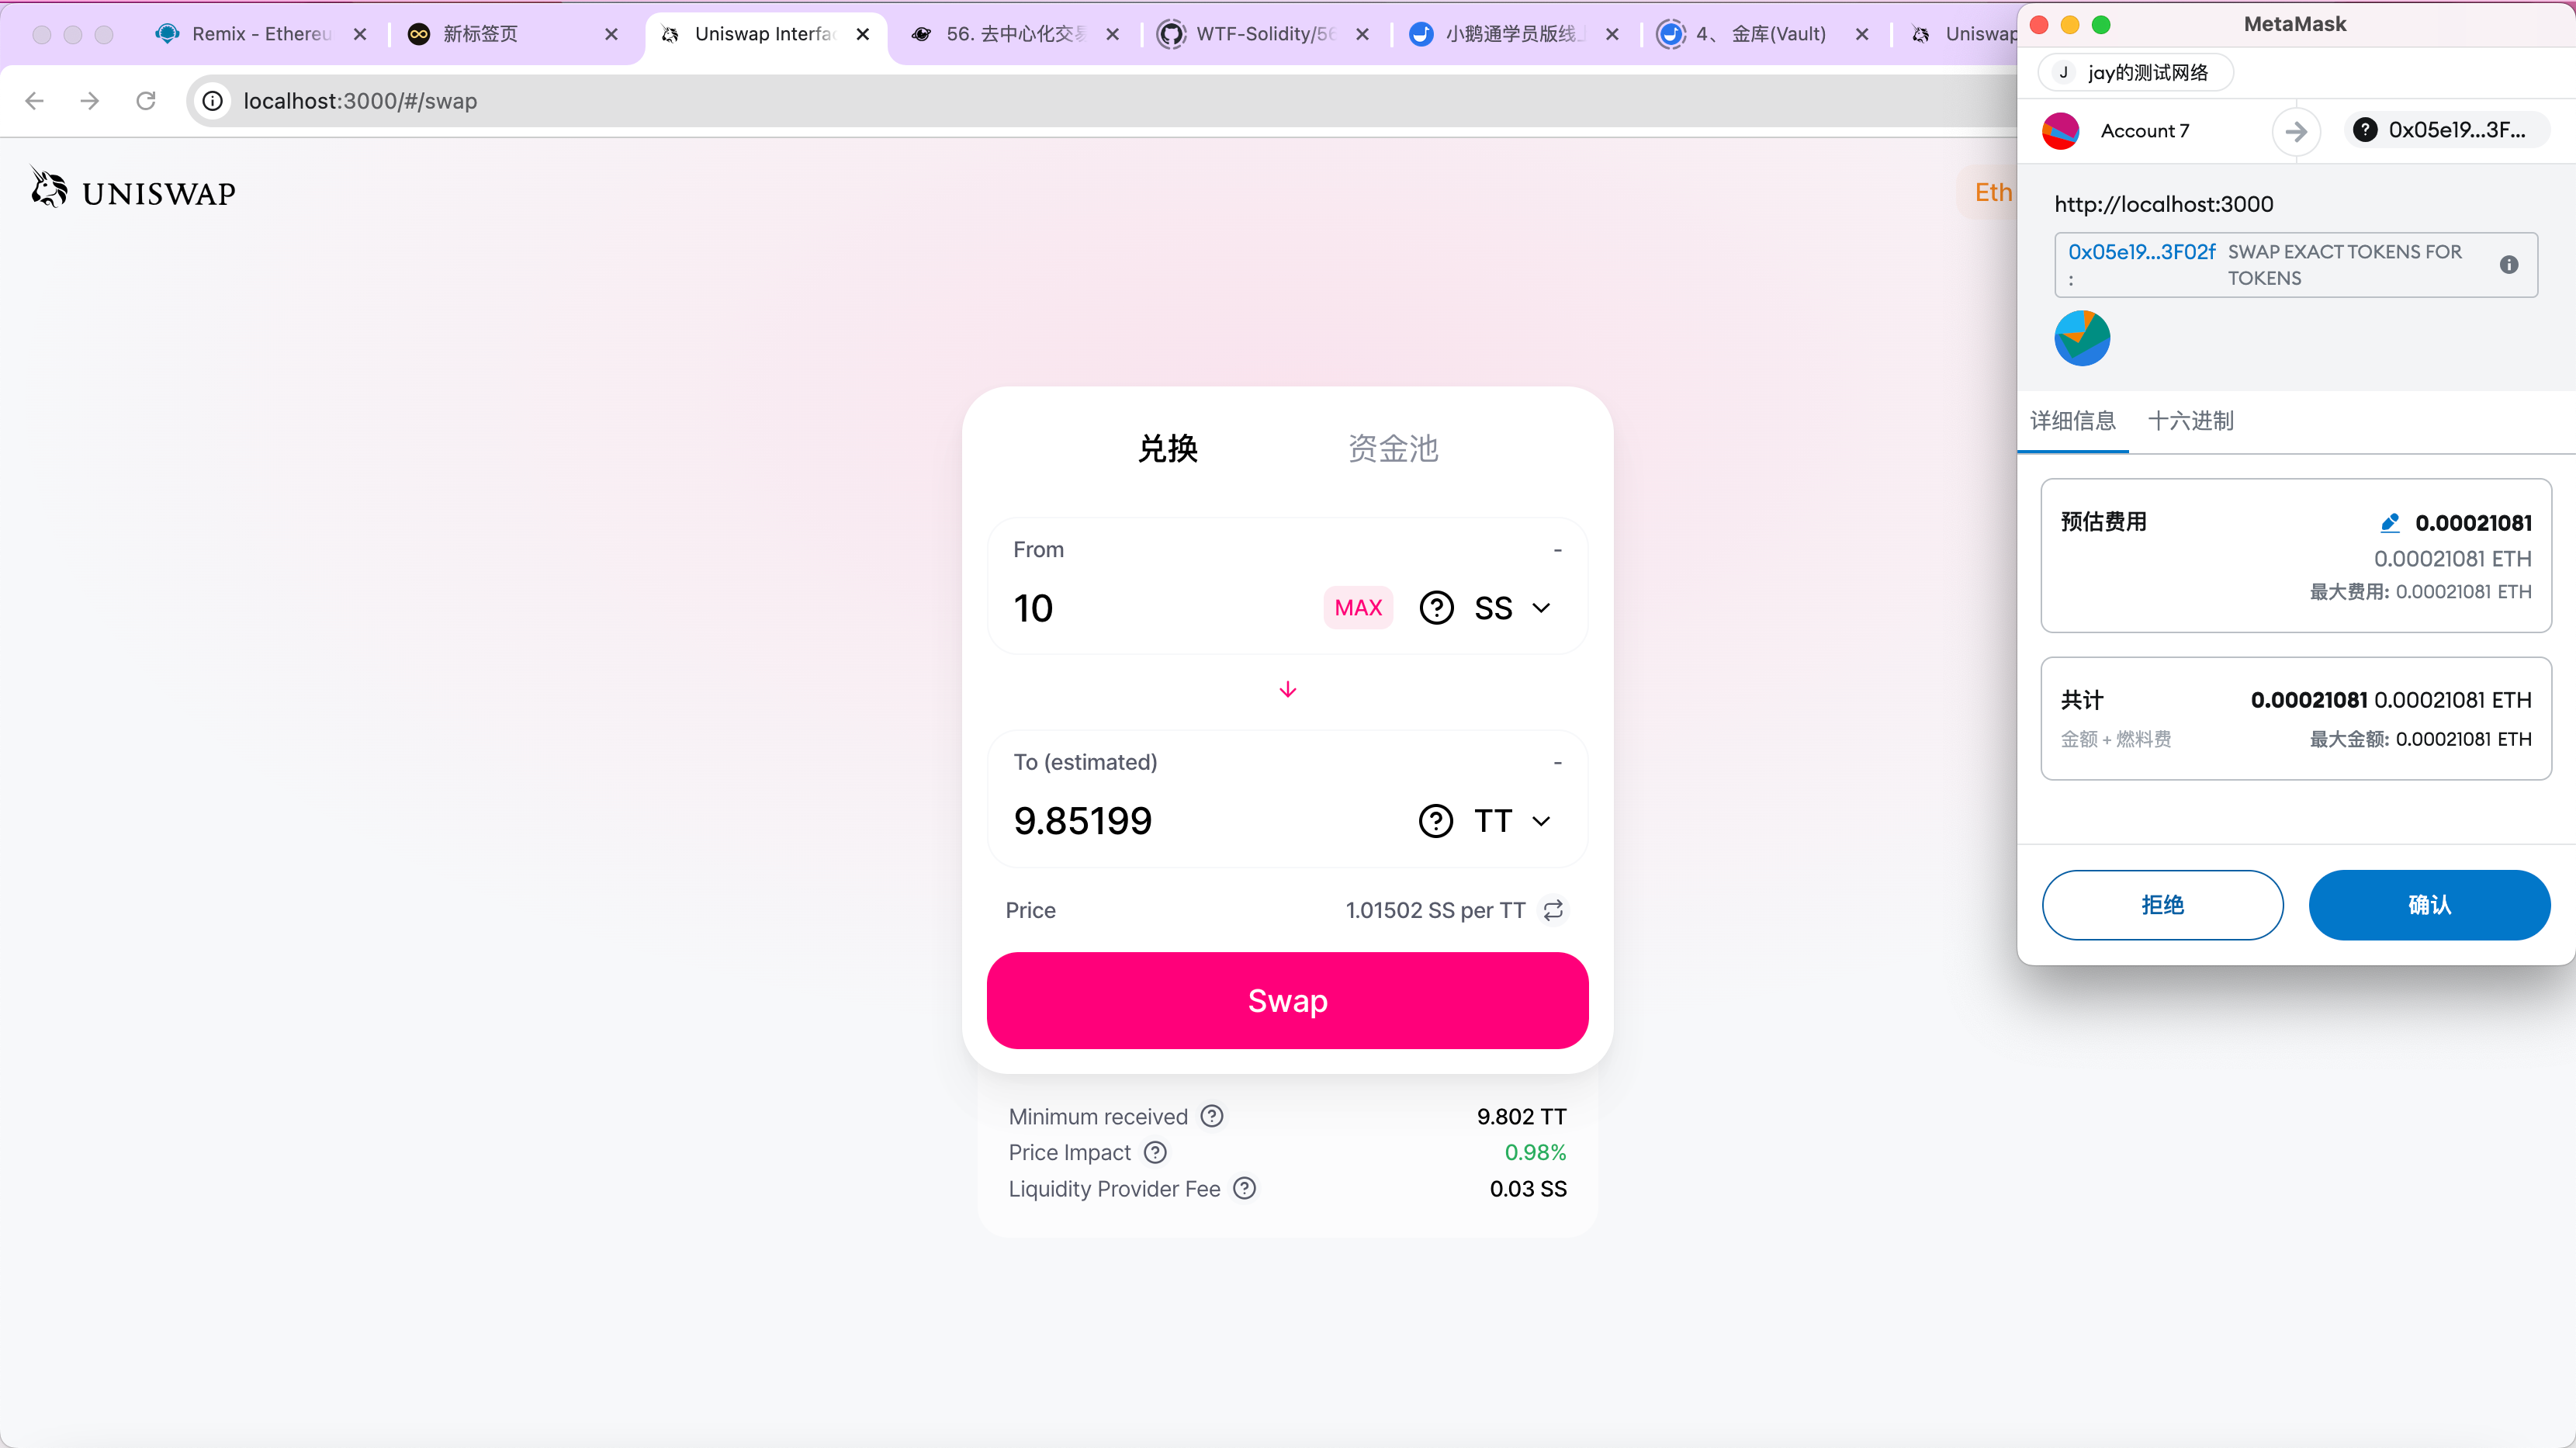 Remix - Ethereu
新标签页
Uniswap Interfac
56. 去中心化交易
WTF-Solidity/56
小鹅通学员版线上
4、 金库(Vault)
Uniswap
localhost:3000/#/swap
UNISWAP
Eth
兑换
资金池
From
-
10
MAX
SS
To (estimated)
-
9.85199
TT
Price
1.01502 SS per TT
Swap
Minimum received
9.802 TT
Price Impact
0.98%
Liquidity Provider Fee
0.03 SS
MetaMask
J jay的测试网络
Account 7
0x05e19...3F...
http://localhost:3000
0x05e19...3F02f : SWAP EXACT TOKENS FOR
TOKENS
详细信息
十六进制
预估费用
0.00021081
0.00021081 ETH
最大费用: 0.00021081 ETH
共计
0.00021081 0.00021081 ETH
金额 + 燃料费
最大金额: 0.00021081 ETH
拒绝
确认